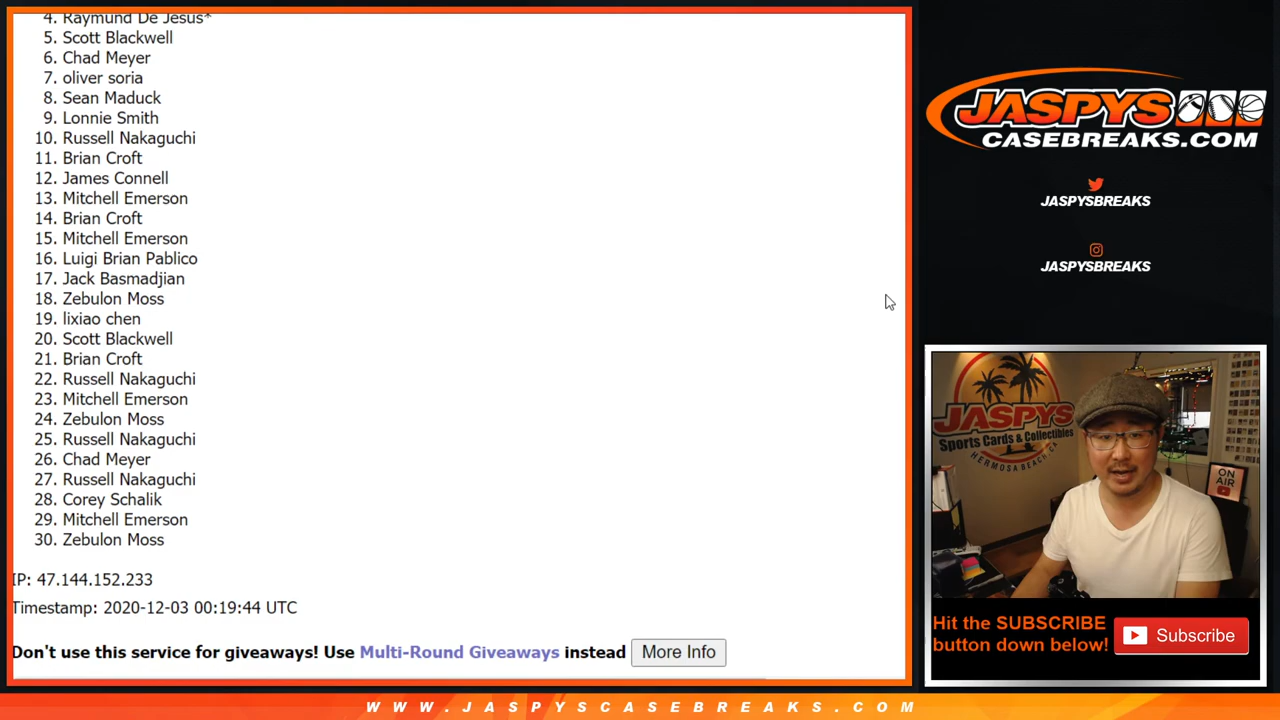 4. Raymund De Jesus*
5. Scott Blackwell
6. Chad Meyer
7. oliver soria
8. Sean Maduck
9. Lonnie Smith
10. Russell Nakaguchi
11. Brian Croft
12. James Connell
13. Mitchell Emerson
14. Brian Croft
15. Mitchell Emerson
16. Luigi Brian Pablico
17. Jack Basmadjian
18. Zebulon Moss
19. lixiao chen
20. Scott Blackwell
21. Brian Croft
22. Russell Nakaguchi
23. Mitchell Emerson
24. Zebulon Moss
25. Russell Nakaguchi
26. Chad Meyer
27. Russell Nakaguchi
28. Corey Schalik
29. Mitchell Emerson
30. Zebulon Moss
IP: 47.144.152.233
Timestamp: 2020-12-03 00:19:44 UTC
Don't use this service for giveaways! Use Multi-Round Giveaways instead More Info
JASPYS
CASEBREAKS.COM
JASPYSBREAKS
JASPYSBREAKS
JASPYS
Sports Cards & Collectibles
HERMOSA BEACH, CA
ON AIR
Hit the SUBSCRIBE
button down below!
Subscribe
WWW.JASPYSCASEBREAKS.COM